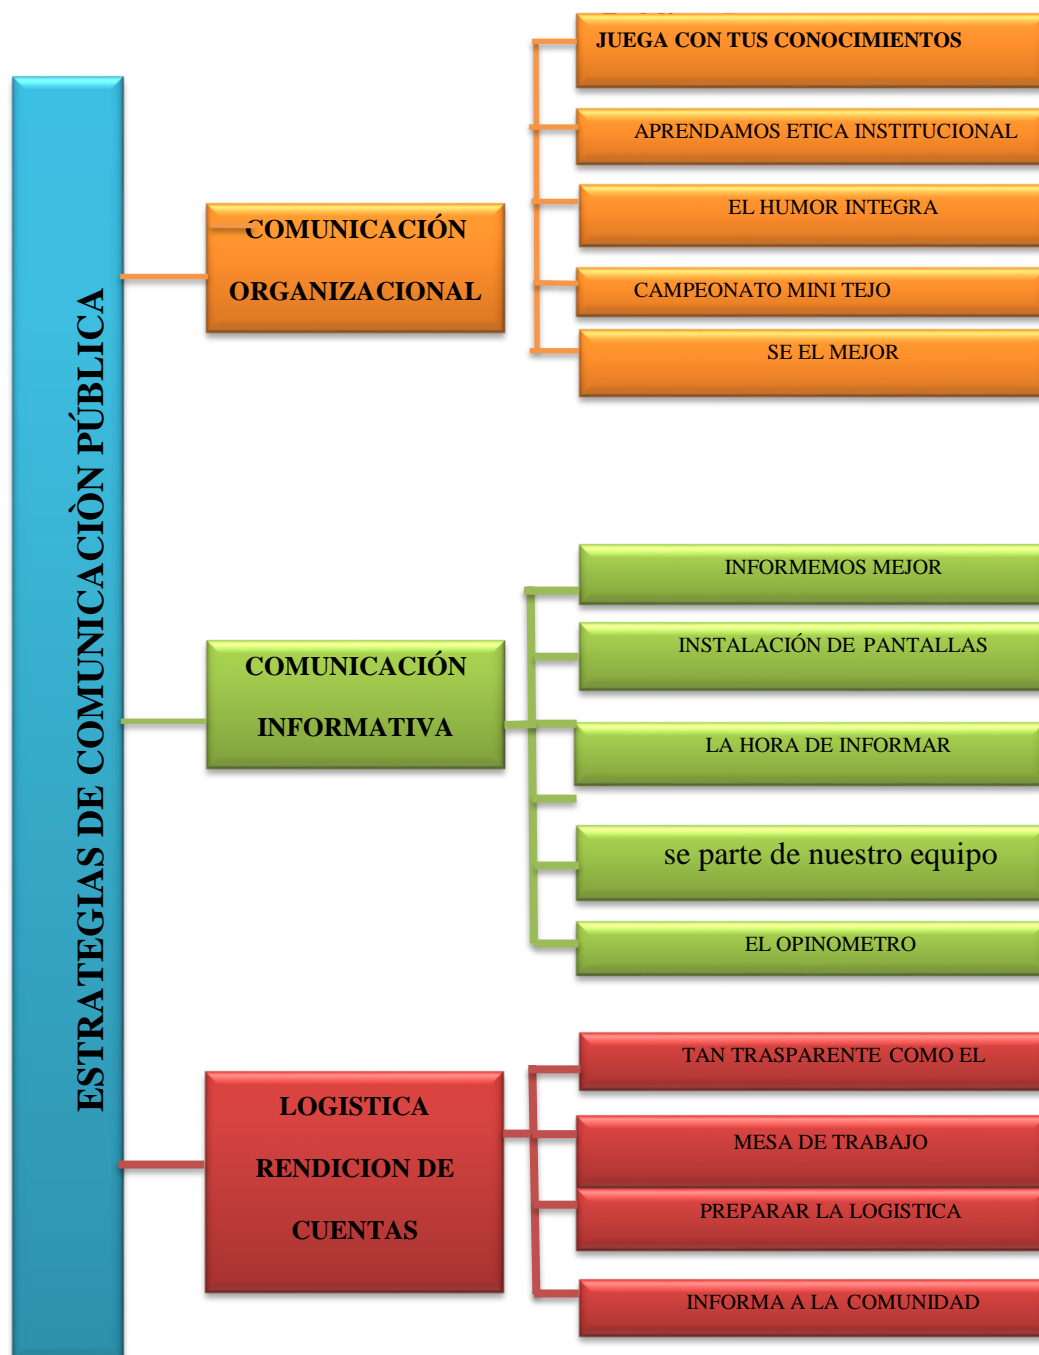 ESTRATEGIAS DE COMUNICACIÒN PÚBLICA
COMUNICACIÓN
ORGANIZACIONAL
JUEGA CON TUS CONOCIMIENTOS
APRENDAMOS ETICA INSTITUCIONAL
EL HUMOR INTEGRA
CAMPEONATO MINI TEJO
SE EL MEJOR
COMUNICACIÓN
INFORMATIVA
INFORMEMOS MEJOR
INSTALACIÓN DE PANTALLAS
LA HORA DE INFORMAR
se parte de nuestro equipo
EL OPINOMETRO
LOGISTICA
RENDICION DE
CUENTAS
TAN TRASPARENTE COMO EL
MESA DE TRABAJO
PREPARAR LA LOGISTICA
INFORMA A LA COMUNIDAD